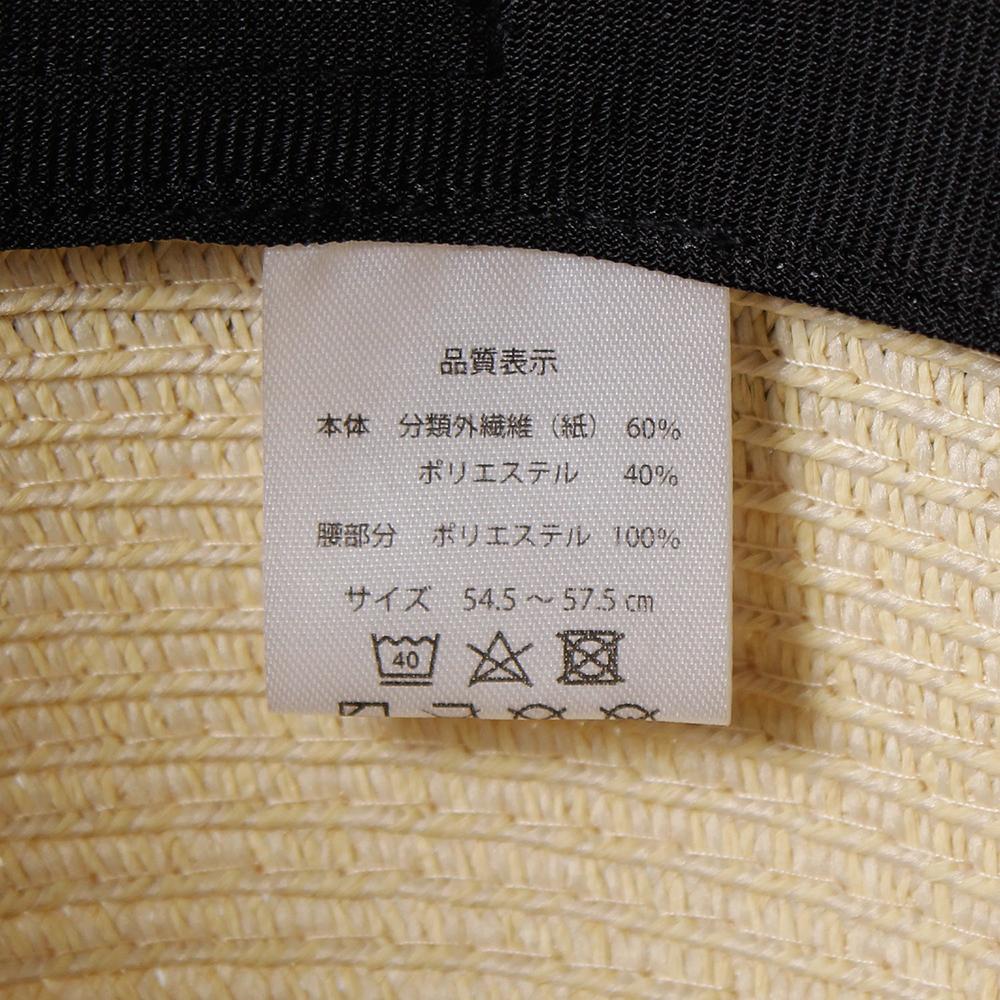 品質表示
本体 分類外繊維（紙） 60%
ポリエステル 40%
腰部分 ポリエステル 100%
サイズ 54.5 ～ 57.5 cm
40